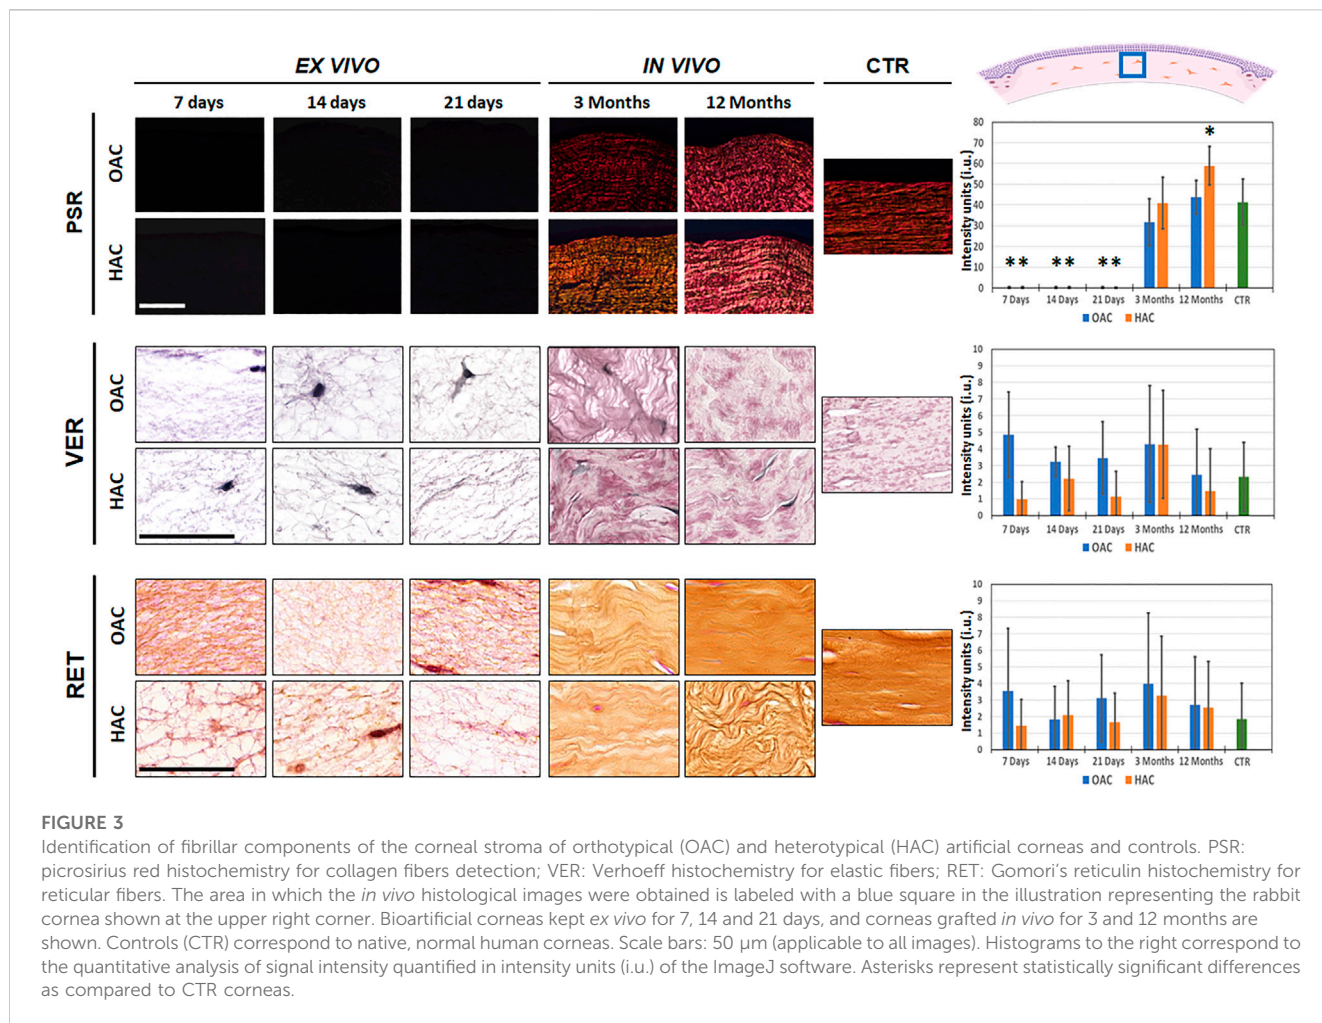 EX VIVO IN VIVO CTR
7 days 14 days 21 days 3 Months 12 Months
PSR
OAC
HAC
VER
OAC
HAC
RET
OAC
HAC
Intensity units (i.u.)
80
70
60
50
40
30
20
10
0
** ** ** *
7 Days 14 Days 21 Days 3 Months 12 Months CTR
OAC HAC
Intensity units (i.u.)
10
9
8
7
6
5
4
3
2
1
0
7 Days 14 Days 21 Days 3 Months 12 Months CTR
OAC HAC
Intensity units (i.u.)
10
9
8
7
6
5
4
3
2
1
0
7 Days 14 Days 21 Days 3 Months 12 Months CTR
OAC HAC
FIGURE 3
Identification of fibrillar components of the corneal stroma of orthotypical (OAC) and heterotypical (HAC) artificial corneas and controls. PSR:
picrosirius red histochemistry for collagen fibers detection; VER: Verhoeff histochemistry for elastic fibers; RET: Gomori's reticulin histochemistry for
reticular fibers. The area in which the in vivo histological images were obtained is labeled with a blue square in the illustration representing the rabbit
cornea shown at the upper right corner. Bioartificial corneas kept ex vivo for 7, 14 and 21 days, and corneas grafted in vivo for 3 and 12 months are
shown. Controls (CTR) correspond to native, normal human corneas. Scale bars: 50 µm (applicable to all images). Histograms to the right correspond to
the quantitative analysis of signal intensity quantified in intensity units (i.u.) of the ImageJ software. Asterisks represent statistically significant differences
as compared to CTR corneas.